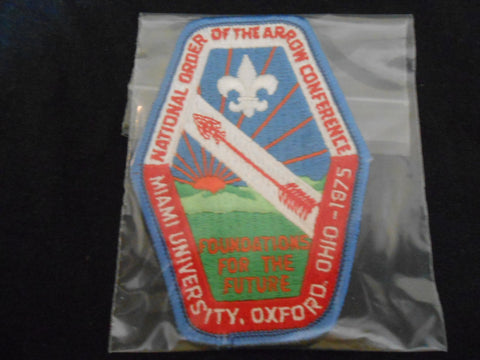 NATIONAL ORDER OF THE ARROW CONFERENCE
MIAMI UNIVERSITY, OXFORD, OHIO -1975
FOUNDATIONS
FOR THE
FUTURE